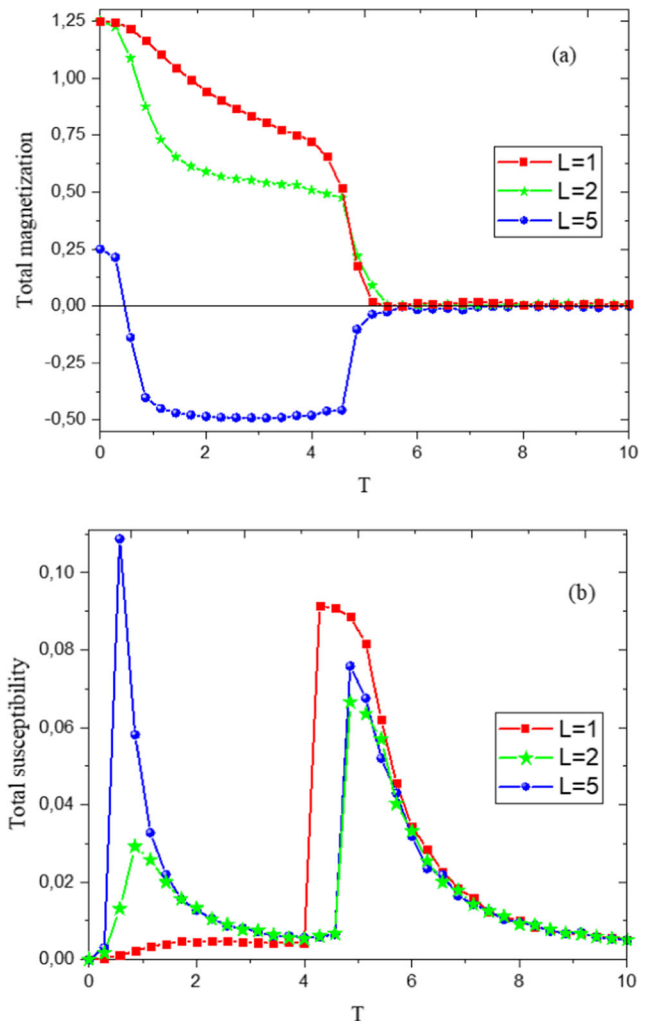 1,25
1,00
0,75
0,50
0,25
0,00
-0,25
-0,50
Total magnetization
(a)
L=1
L=2
L=5
0 2 4 6 8 10
T
0,10
0,08
0,06
0,04
0,02
0,00
Total susceptibility
(b)
L=1
L=2
L=5
0 2 4 6 8 10
T